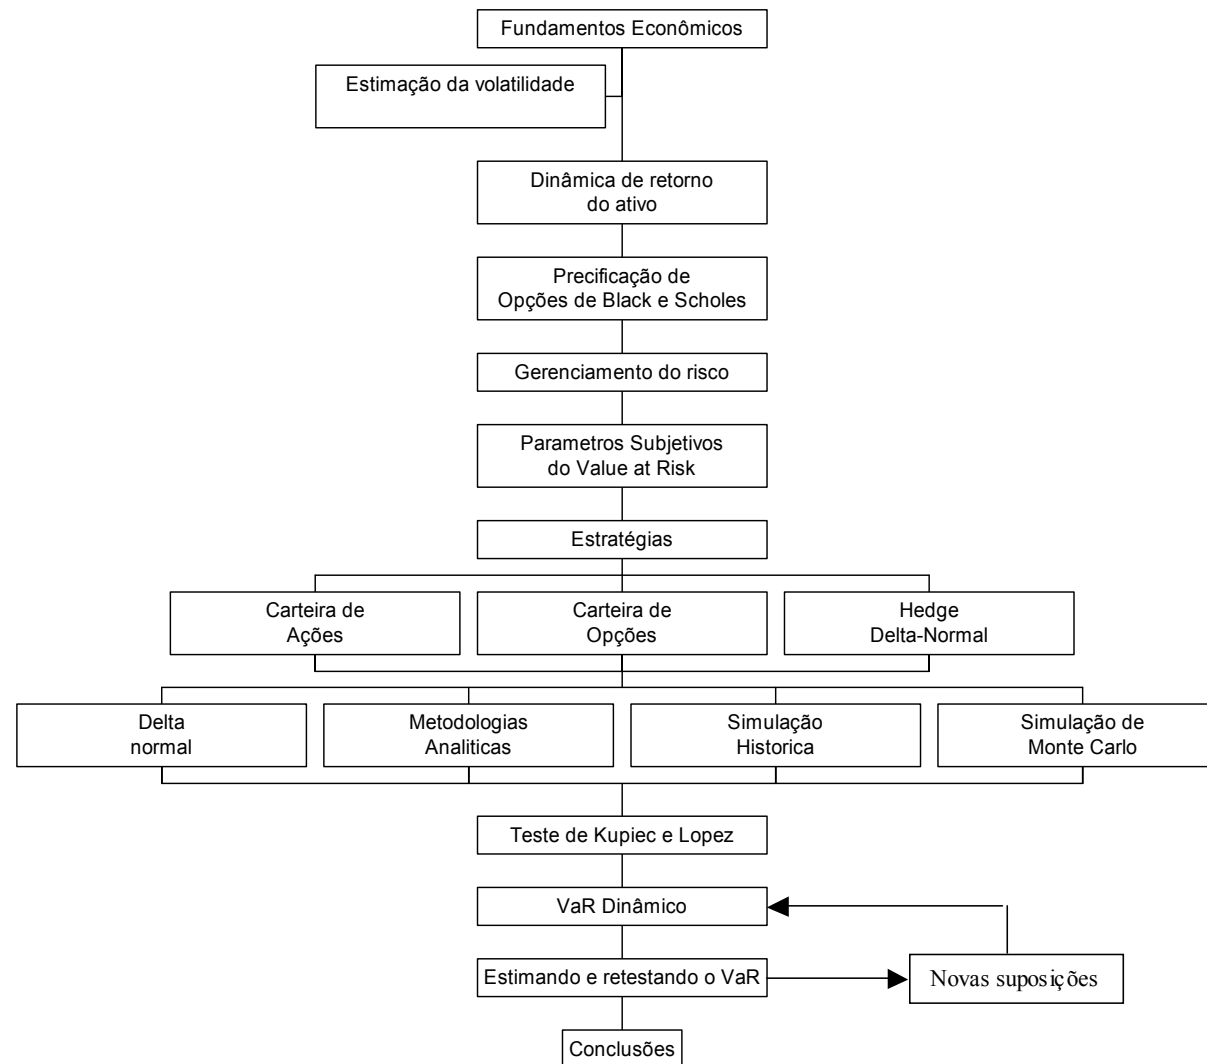 Fundamentos Econômicos
Estimação da volatilidade
Dinâmica de retorno
do ativo
Precificação de
Opções de Black e Scholes
Gerenciamento do risco
Parametros Subjetivos
do Value at Risk
Estratégias
Carteira de
Ações
Carteira de
Opções
Hedge
Delta-Normal
Delta
normal
Metodologias
Analiticas
Simulação
Historica
Simulação de
Monte Carlo
Teste de Kupiec e Lopez
VaR Dinâmico
Estimando e retestando o VaR
Novas suposições
Conclusões